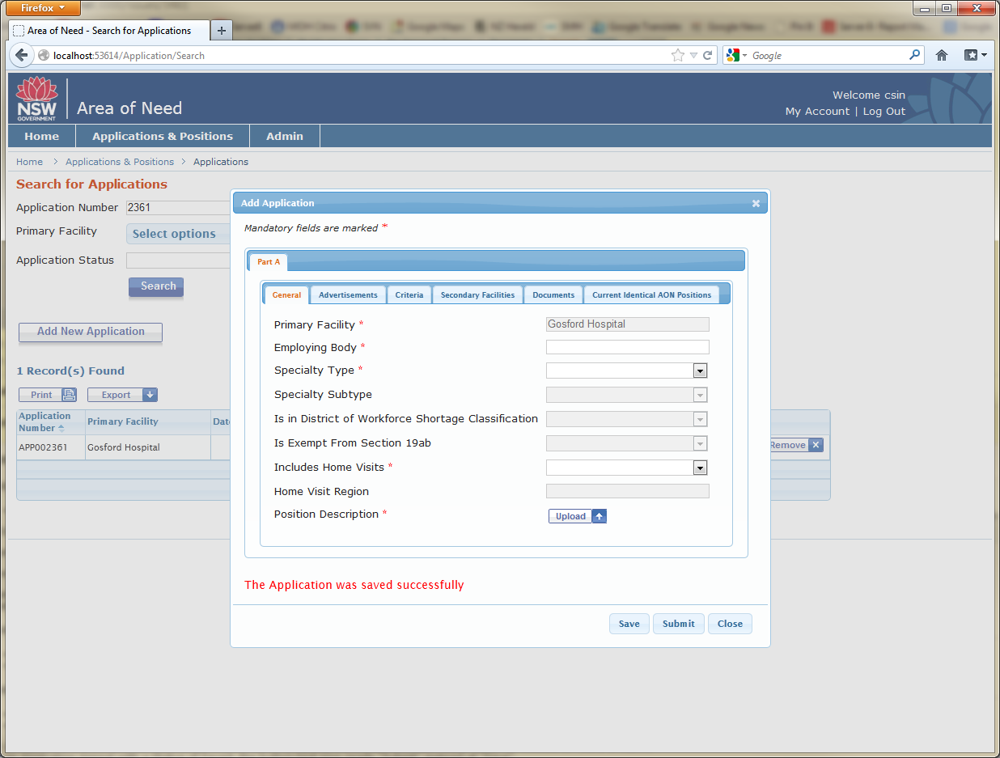 Firefox
Area of Need - Search for Applications
localhost:53614/Application/Search
Google
NSW
GOVERNMENT
Area of Need
Welcome csin
My Account | Log Out
Home
Applications & Positions
Admin
Home > Applications & Positions > Applications
Search for Applications
Application Number 2361
Primary Facility Select options
Application Status
Search
Add New Application
1 Record(s) Found
Print Export
Application Number
Primary Facility
APP002361 Gosford Hospital
Remove
Add Application
Mandatory fields are marked *
Part A
General Advertisements Criteria Secondary Facilities Documents Current Identical AON Positions
Primary Facility * Gosford Hospital
Employing Body *
Specialty Type *
Specialty Subtype
Is in District of Workforce Shortage Classification
Is Exempt From Section 19ab
Includes Home Visits *
Home Visit Region
Position Description * Upload
The Application was saved successfully
Save Submit Close